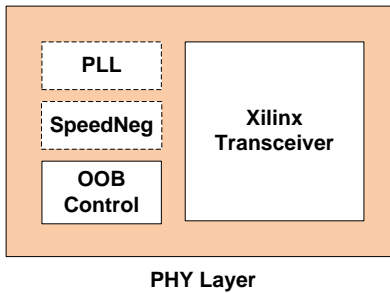 PLL
SpeedNeg
OOB
Control
Xilinx
Transceiver
PHY Layer